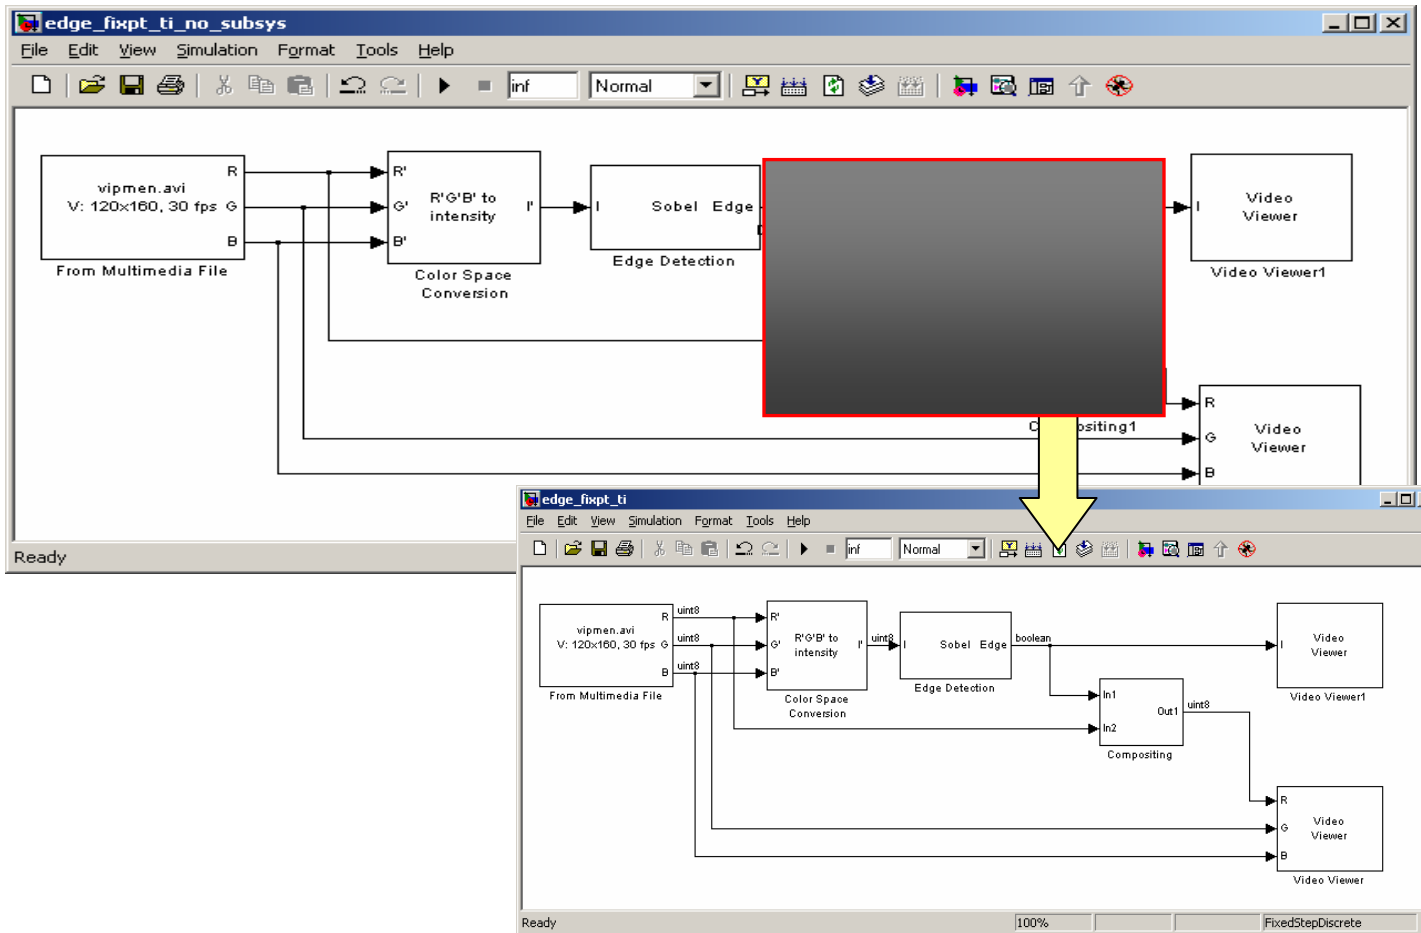 edge_fixpt_ti_no_subsys
File Edit View Simulation Format Tools Help
inf Normal
R
vipmen.avi
V: 120x160, 30 fps G
B
From Multimedia File
R'
G' R'G'B' to intensity I'
B'
Color Space
Conversion
I Sobel Edge
Edge Detection
I Video
Viewer
Video Viewer1
R
G Video
Viewer
B
Ready
edge_fixpt_ti
File Edit View Simulation Format Tools Help
inf Normal
R uint8
vipmen.avi
V: 120x160, 30 fps G uint8
B uint8
From Multimedia File
R'
G' R'G'B' to I' uint8
intensity
B'
Color Space
Conversion
I Sobel Edge boolean
Edge Detection
I Video
Viewer
Video Viewer1
In1
Out1 uint8
In2
Compositing
R
G Video
Viewer
B
Video Viewer
Ready 100% FixedStepDiscrete